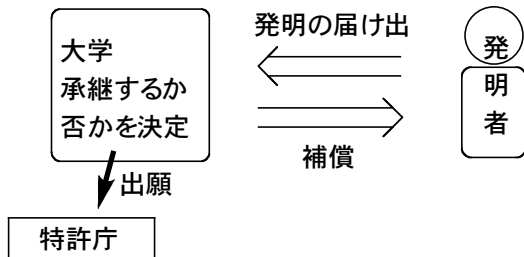 発明の届け出
大学
承継するか
否かを決定
発
明
者
補償
出願
特許庁